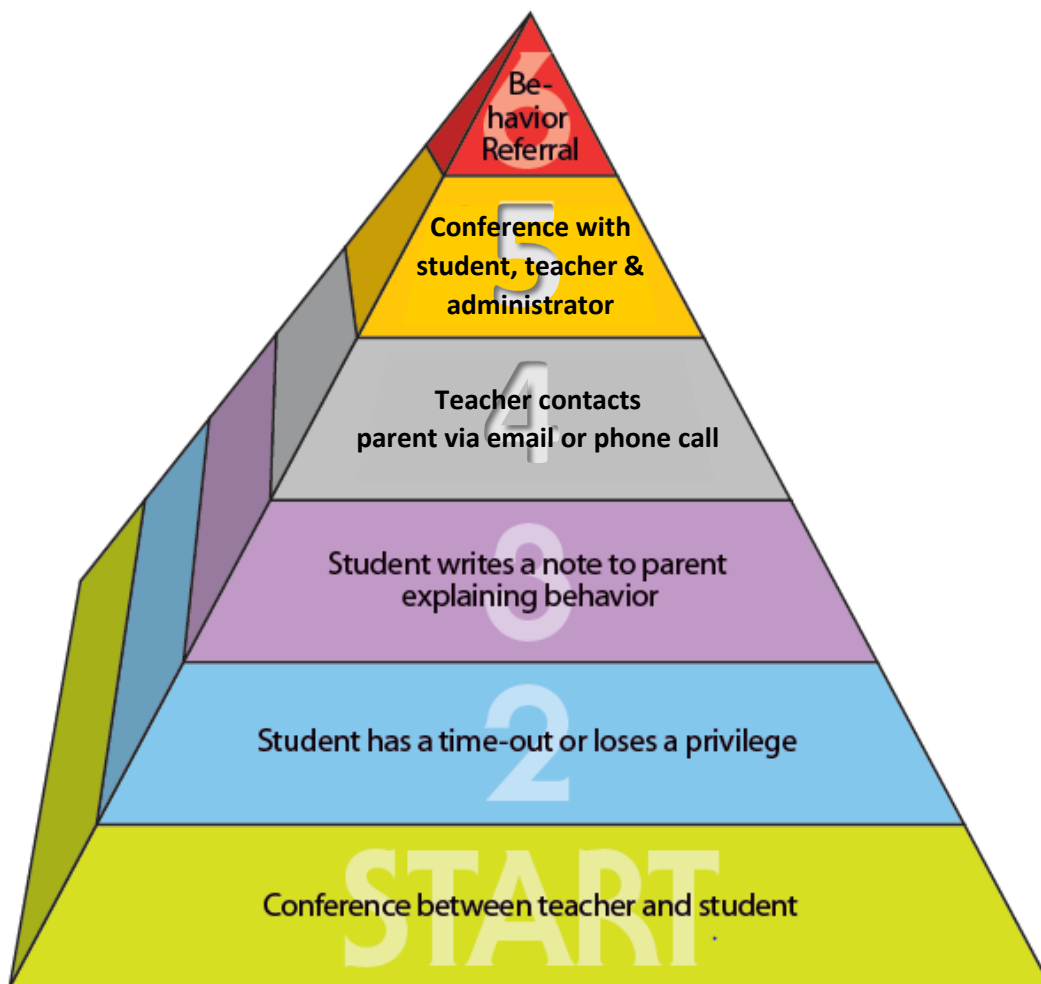 6
Be-
havior
Referral
5
Conference with
student, teacher &
administrator
4
Teacher contacts
parent via email or phone call
3
Student writes a note to parent
explaining behavior
2
Student has a time-out or loses a privilege
START
Conference between teacher and student